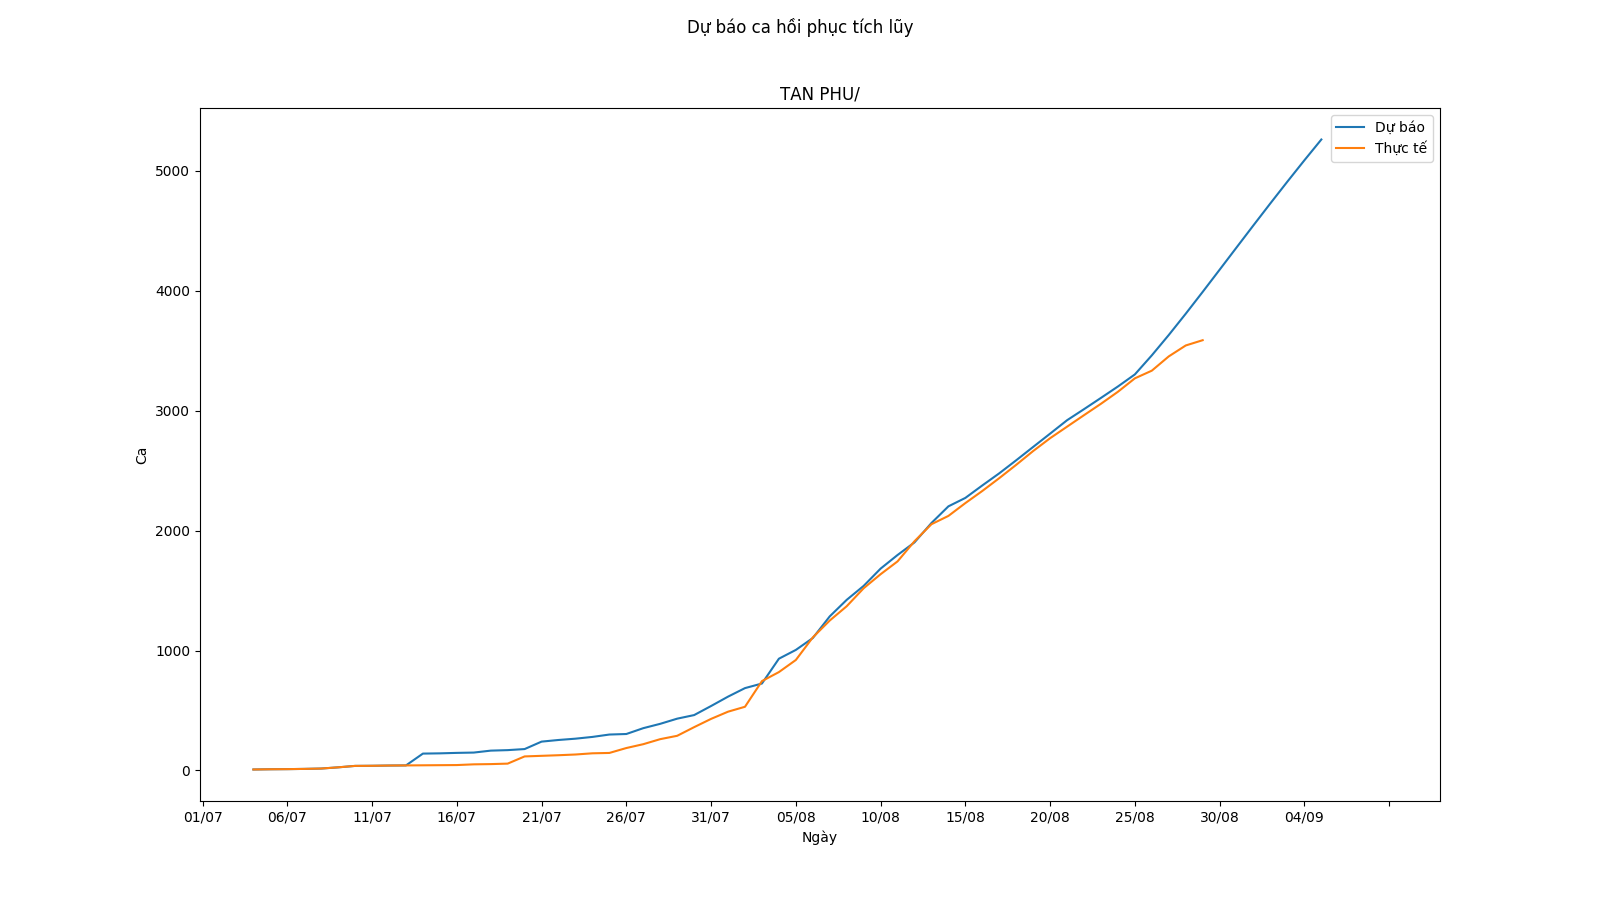 Dự báo ca hồi phục tích lũy
TAN PHU/
Dự báo
Thực tế
5000
4000
3000
2000
1000
0
Ca
01/07 06/07 11/07 16/07 21/07 26/07 31/07 05/08 10/08 15/08 20/08 25/08 30/08 04/09
Ngày